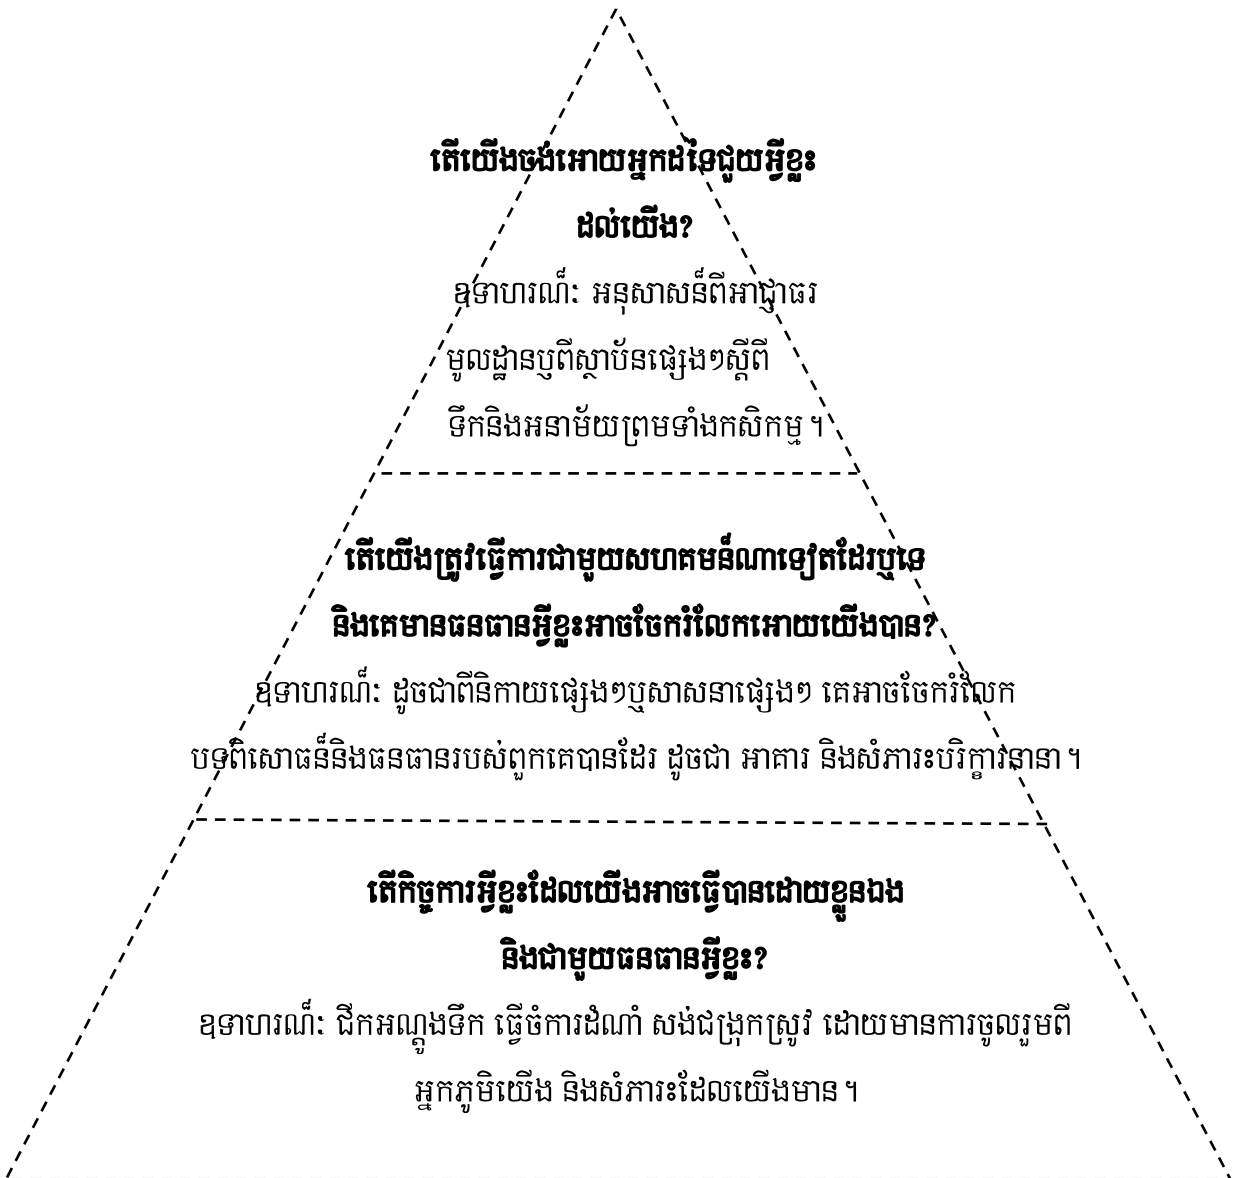 តើយើងចង់អោយអ្នកដទៃជួយអ្វីខ្លះ
ដល់យើង?
ឧទាហរណ៏ៈ អនុសាសន៏ពីអាជ្ញាធរ
មូលដ្ឋានប្ញពីស្ថាប័នផ្សេងៗស្តីពី
ទឹកនិងអនាម័យព្រមទាំងកសិកម្ម។
តើយើងត្រូវធ្វើការជាមួយសហគមន៏ណាទៀតដែរឬទេ
និងគេមានធនធានអ្វីខ្លះអាចចែករំលែកអោយយើងបាន?
ឧទាហរណ៏ៈ ដូចជាពីនិកាយផ្សេងៗឬសាសនាផ្សេងៗ គេអាចចែករំលែក
បទពិសោធន៏និងធនធានរបស់ពួកគេបានដែរ ដូចជា អាគារ និងសំភារះបរិក្ខាវនានា។
តើកិច្ចការអ្វីខ្លះដែលយើងអាចធ្វើបានដោយខ្លួនឯង
និងជាមួយធនធានអ្វីខ្លះ?
ឧទាហរណ៏ៈ ជីកអណ្តូងទឹក ធ្វើចំការដំណាំ សង់ជង្រុកស្រូវ ដោយមានការចូលរួមពី
អ្នកភូមិយើង និងសំភារះដែលយើងមាន។